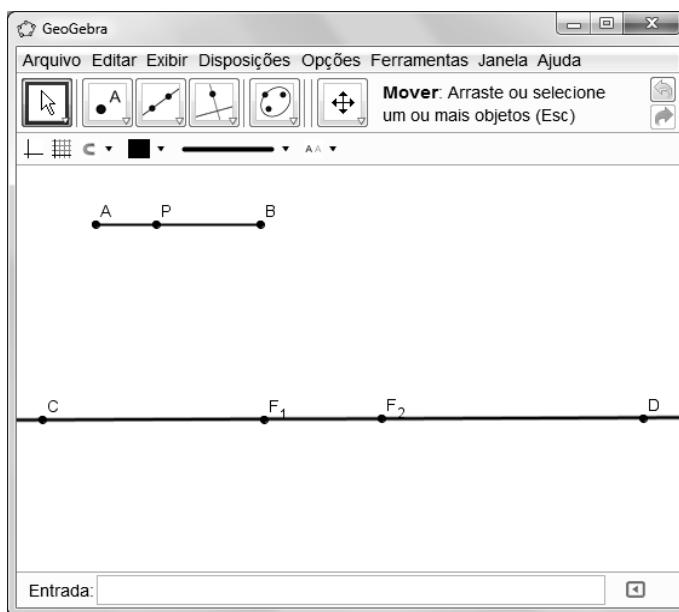 GeoGebra
Arquivo Editar Exibir Disposições Opções Ferramentas Janela Ajuda
A
Mover: Arraste ou selecione
um ou mais objetos (Esc)
A A
A P B
C F₁ F₂ D
Entrada: